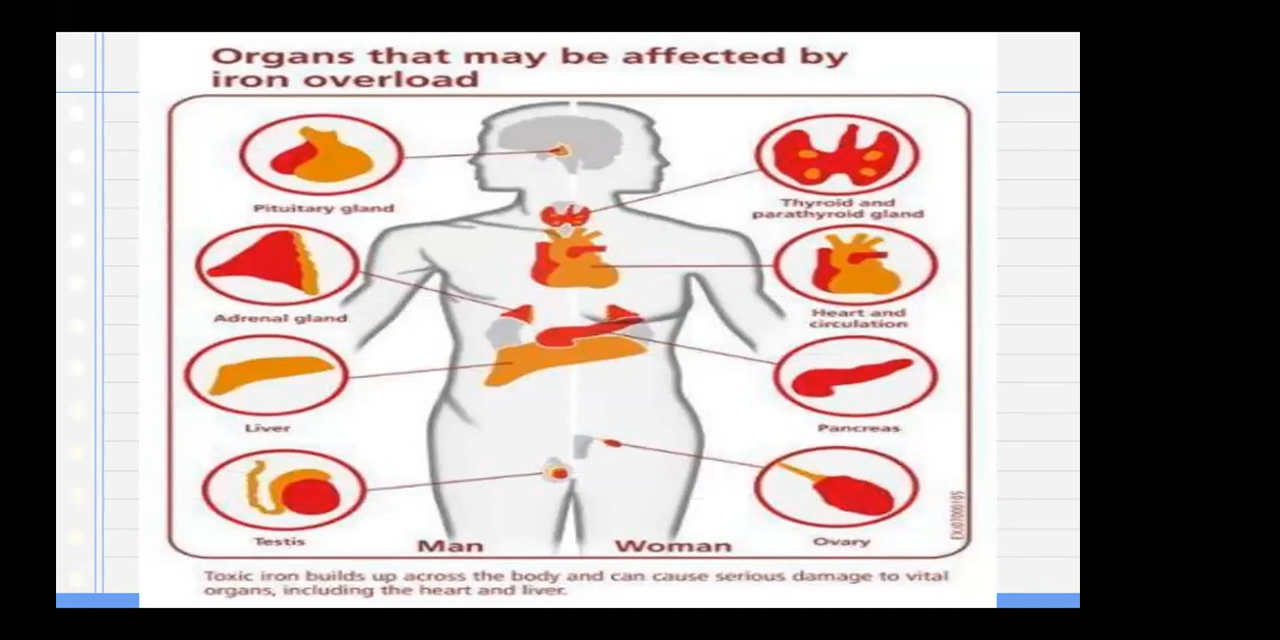 Organs that may be affected by
iron overload
Pituitary gland
Thyroid and
parathyroid gland
Adrenal gland
Heart and
circulation
Liver
Pancreas
Testis
Man
Woman
Ovary
Toxic iron builds up across the body and can cause serious damage to vital
organs, including the heart and liver.